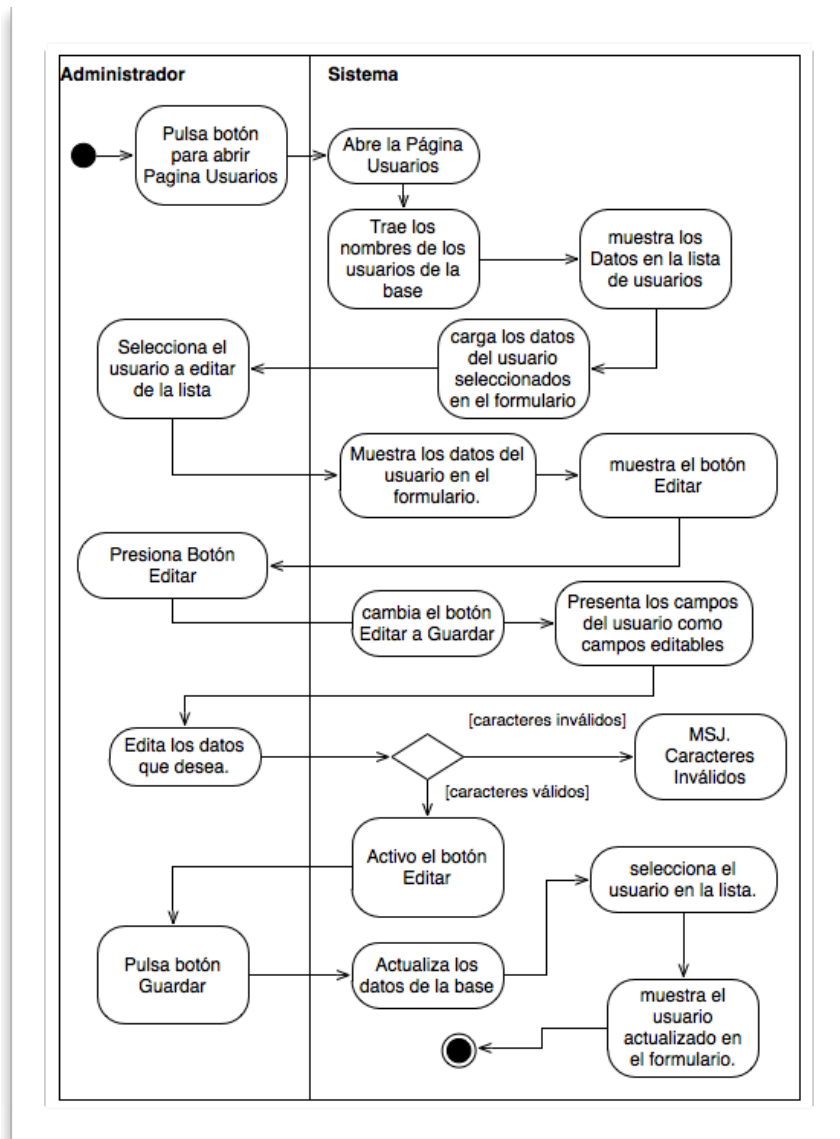 Administrador
Sistema
Pulsa botón
para abrir
Pagina Usuarios
Abre la Página
Usuarios
Trae los
nombres de los
usuarios de la
base
muestra los
Datos en la lista
de usuarios
Selecciona el
usuario a editar
de la lista
carga los datos
del usuario
seleccionados
en el formulario
Muestra los datos del
usuario en el
formulario.
muestra el botón
Editar
Presiona Botón
Editar
cambia el botón
Editar a Guardar
Presenta los campos
del usuario como
campos editables
Edita los datos
que desea.
[caracteres inválidos]
MSJ.
Caracteres
Inválidos
[caracteres válidos]
Activo el botón
Editar
selecciona el
usuario en la lista.
Pulsa botón
Guardar
Actualiza los
datos de la base
muestra el
usuario
actualizado en
el formulario.